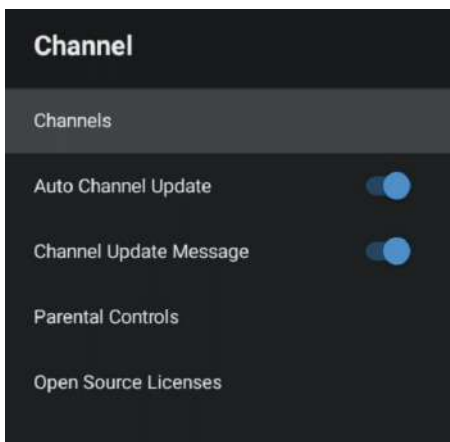 Channel
Channels
Auto Channel Update
Channel Update Message
Parental Controls
Open Source Licenses